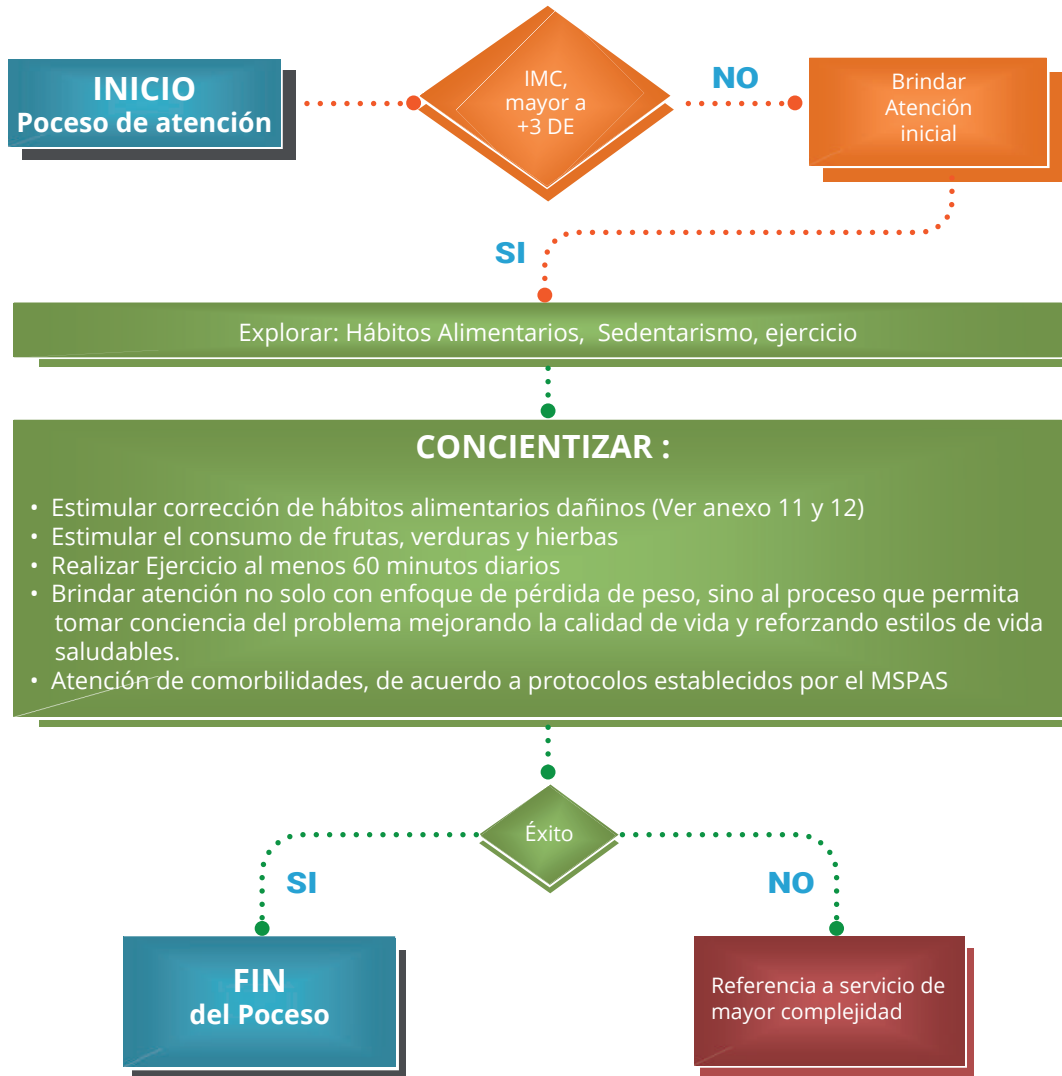 INICIO
Poceso de atención
IMC,
mayor a
+3 DE
NO
Brindar
Atención
inicial
SI
Explorar: Hábitos Alimentarios, Sedentarismo, ejercicio
CONCIENTIZAR :
• Estimular corrección de hábitos alimentarios dañinos (Ver anexo 11 y 12)
• Estimular el consumo de frutas, verduras y hierbas
• Realizar Ejercicio al menos 60 minutos diarios
• Brindar atención no solo con enfoque de pérdida de peso, sino al proceso que permita
tomar conciencia del problema mejorando la calidad de vida y reforzando estilos de vida
saludables.
• Atención de comorbilidades, de acuerdo a protocolos establecidos por el MSPAS
Éxito
SI
NO
FIN
del Poceso
Referencia a servicio de
mayor complejidad